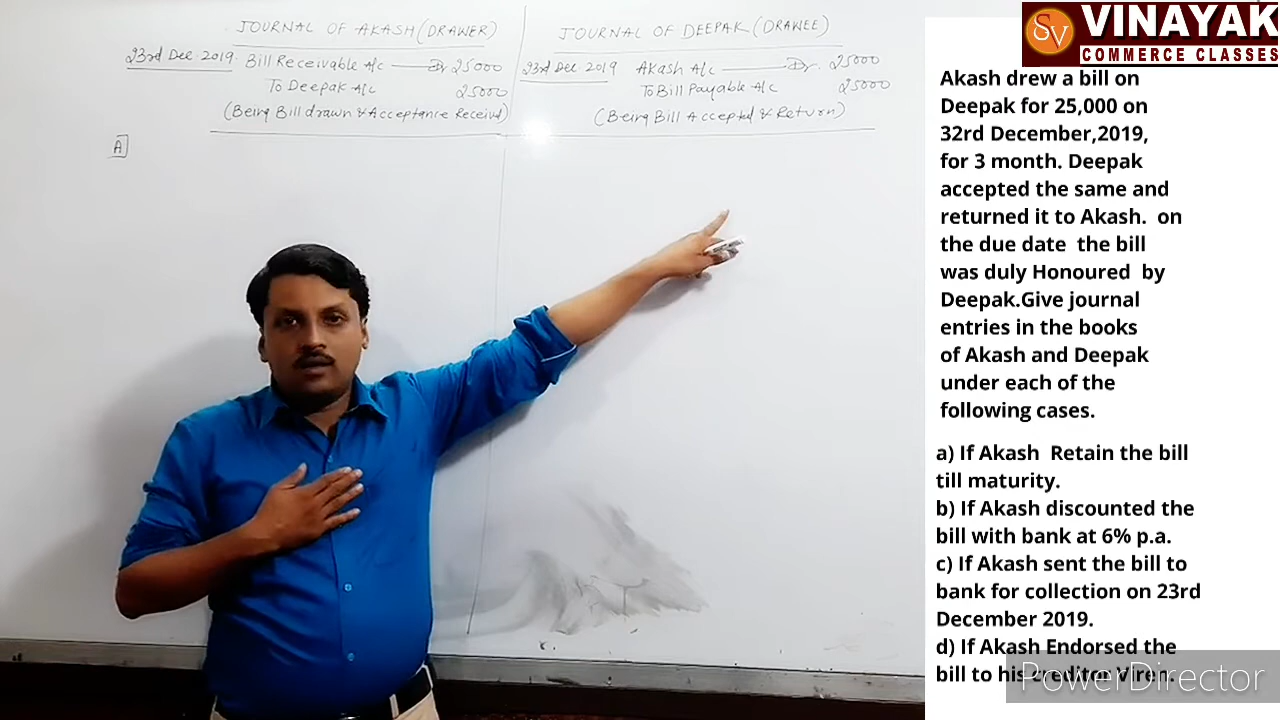 JOURNAL OF AKASH (DRAWER)
23rd Dec. 2019 Bill Receivable A/c Dr 25000
To Deepak A/c 25000
(Being Bill drawn & Acceptance Received)
A
JOURNAL OF DEEPAK (DRAWEE)
23rd Dec 2019 Akash A/c Dr. 25000
To Bill Payable A/c 25000
(Being Bill Accepted & Return)
SV VINAYAK
COMMERCE CLASSES
Akash drew a bill on
Deepak for 25,000 on
32rd December,2019,
for 3 month. Deepak
accepted the same and
returned it to Akash. on
the due date the bill
was duly Honoured by
Deepak.Give journal
entries in the books
of Akash and Deepak
under each of the
following cases.
a) If Akash Retain the bill
till maturity.
b) If Akash discounted the
bill with bank at 6% p.a.
c) If Akash sent the bill to
bank for collection on 23rd
December 2019.
d) If Akash Endorsed the
bill to his creditor Viren.
PowerDirector